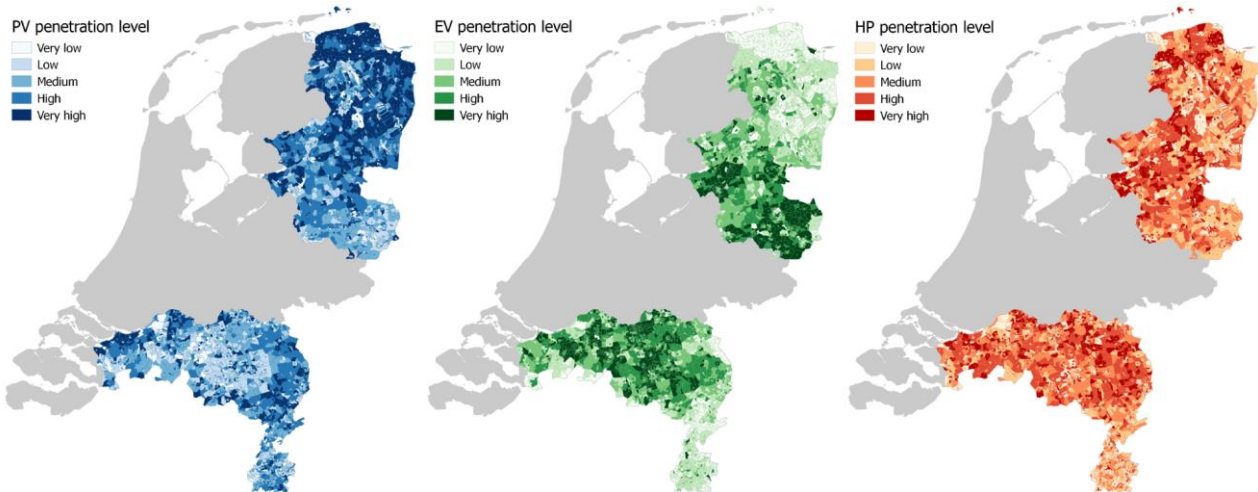 PV penetration level
Very low
Low
Medium
High
Very high
EV penetration level
Very low
Low
Medium
High
Very high
HP penetration level
Very low
Low
Medium
High
Very high